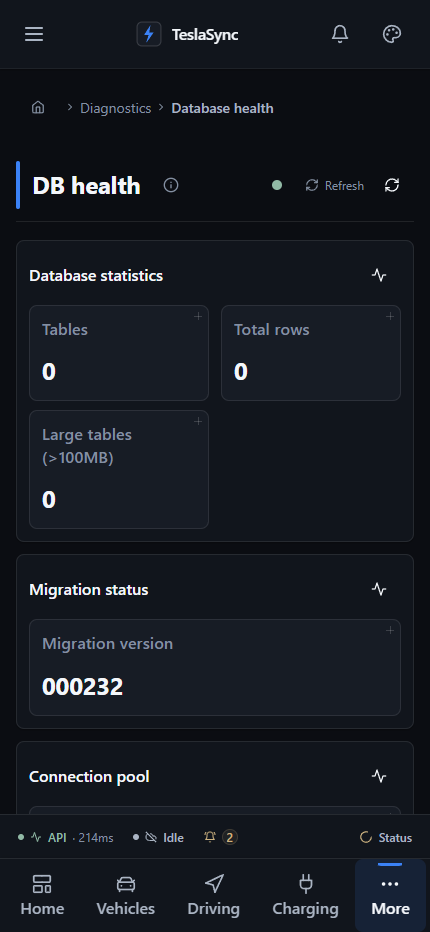 TeslaSync
Diagnostics
Database health
DB health
Refresh
Database statistics
Tables
Total rows
0
0
Large tables
(>100MB)
0
Migration status
Migration version
000232
Connection pool
API · 214ms
Idle
2
Status
Home
Vehicles
Driving
Charging
More